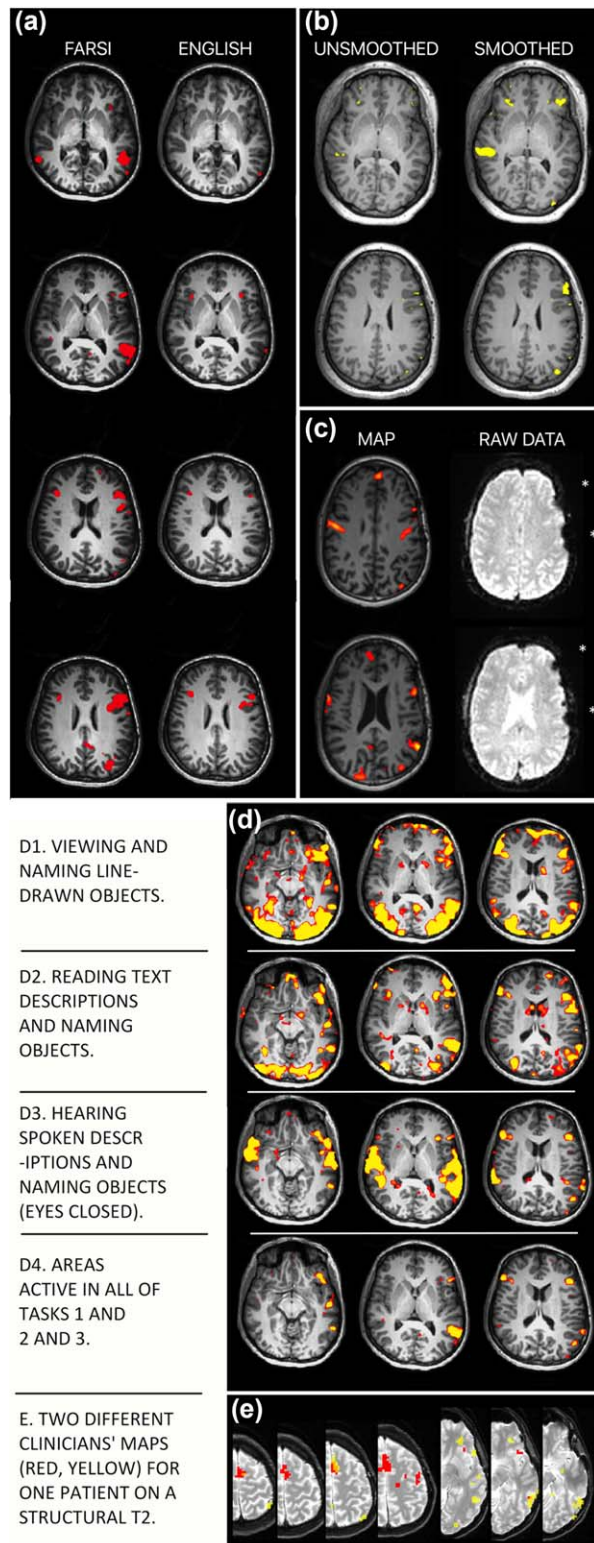 (a)
FARSI ENGLISH
(b)
UNSMOOTHED SMOOTHED
(c)
MAP RAW DATA
*
*
*
*
(d)
D1. VIEWING AND
NAMING LINE-
DRAWN OBJECTS.
D2. READING TEXT
DESCRIPTIONS
AND NAMING
OBJECTS.
D3. HEARING
SPOKEN DESCR
-IPTIONS AND
NAMING OBJECTS
(EYES CLOSED).
D4. AREAS
ACTIVE IN ALL OF
TASKS 1 AND
2 AND 3.
(e)
E. TWO DIFFERENT
CLINICIANS' MAPS
(RED, YELLOW) FOR
ONE PATIENT ON A
STRUCTURAL T2.